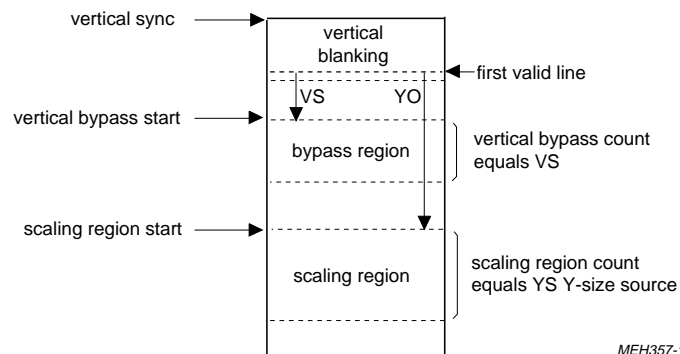 vertical sync
vertical
blanking
first valid line
VS
YO
vertical bypass start
bypass region
vertical bypass count
equals VS
scaling region start
scaling region
scaling region count
equals YS Y-size source